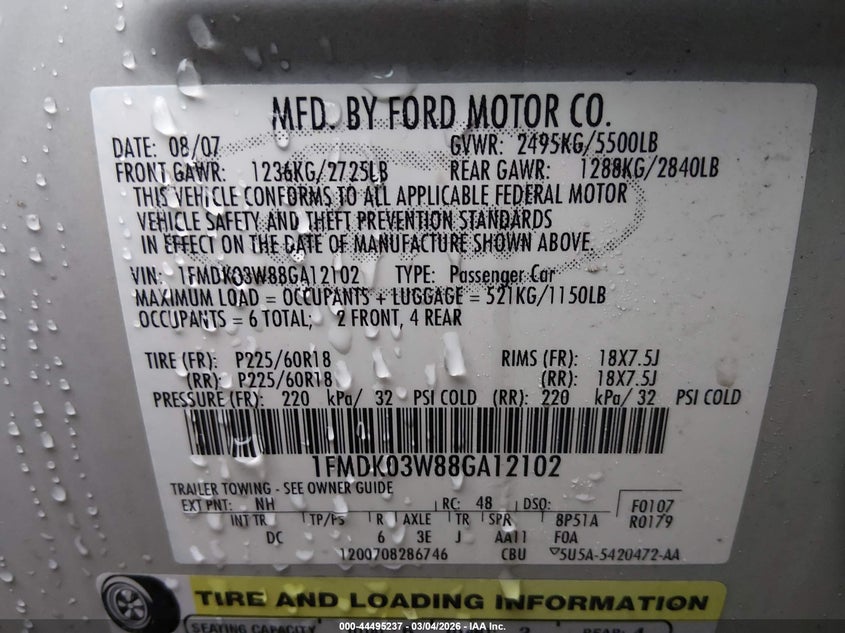 MFD. BY FORD MOTOR CO.
DATE: 08/07 GVWR: 2495KG/5500LB
FRONT GAWR: 1236KG/2725LB REAR GAWR: 1288KG/2840LB
THIS VEHICLE CONFORMS TO ALL APPLICABLE FEDERAL MOTOR
VEHICLE SAFETY AND THEFT PREVENTION STANDARDS
IN EFFECT ON THE DATE OF MANUFACTURE SHOWN ABOVE.
VIN: 1FMDK03W88GA12102 TYPE: Passenger Car
MAXIMUM LOAD = OCCUPANTS + LUGGAGE = 521KG/1150LB
OCCUPANTS = 6 TOTAL; 2 FRONT, 4 REAR
TIRE (FR): P225/60R18 RIMS (FR): 18X7.5J
(RR): P225/60R18 (RR): 18X7.5J
PRESSURE (FR): 220 kPa/ 32 PSI COLD (RR): 220 kPa/ 32 PSI COLD
1FMDK03W88GA12102
TRAILER TOWING - SEE OWNER GUIDE
EXT PNT: NH RC: 48 DSO: F0107
INT TR TP/PS R AXLE TR SPR 8P51A R0179
DC 6 3E J AA11 F0A
1200708286746 CBU 5U5A-5420472-AA
TIRE AND LOADING INFORMATION
SEATING CAPACITY
000-44495237 - 03/04/2026 - IAA Inc.